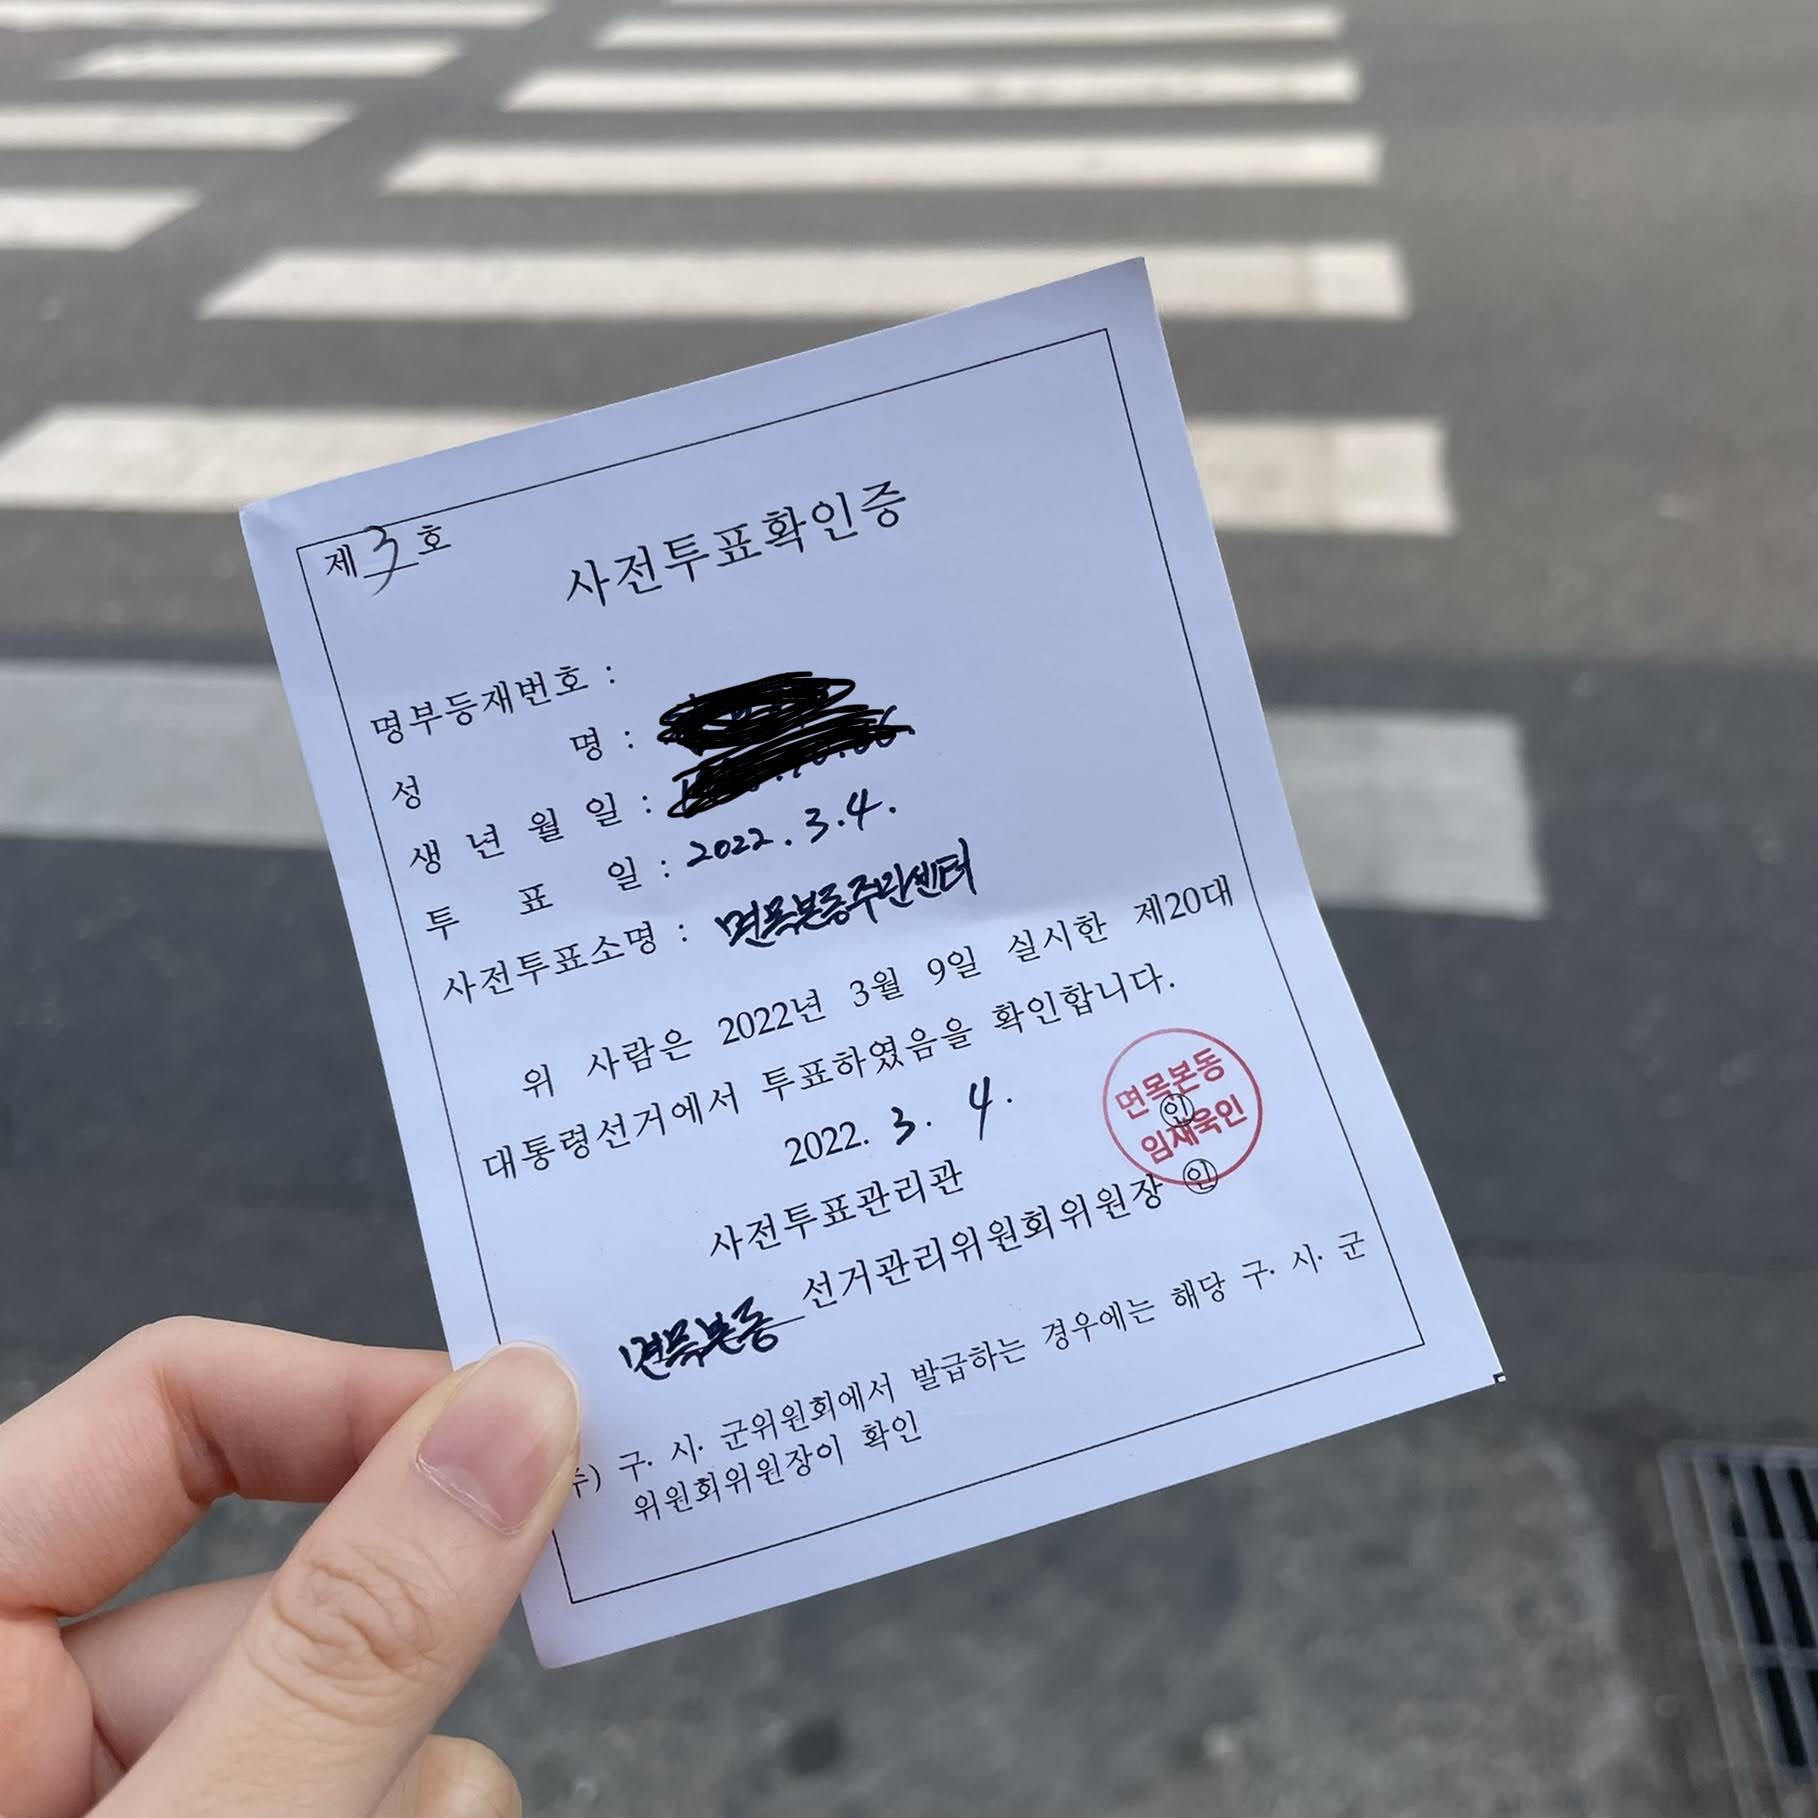 제 3 호
사전투표확인증
명부등재번호 :
성 명 :
생 년 월 일 :
투 표 일 : 2022. 3. 4.
사전투표소명 : 면목본동주민센터
위 사람은 2022년 3월 9일 실시한 제20대
대통령선거에서 투표하였음을 확인합니다.
2022. 3. 4.
사전투표관리관 인
면목본동
임재욱인
면목본동 선거관리위원회위원장 인
구· 시· 군위원회에서 발급하는 경우에는 해당 구· 시· 군
위원회위원장이 확인